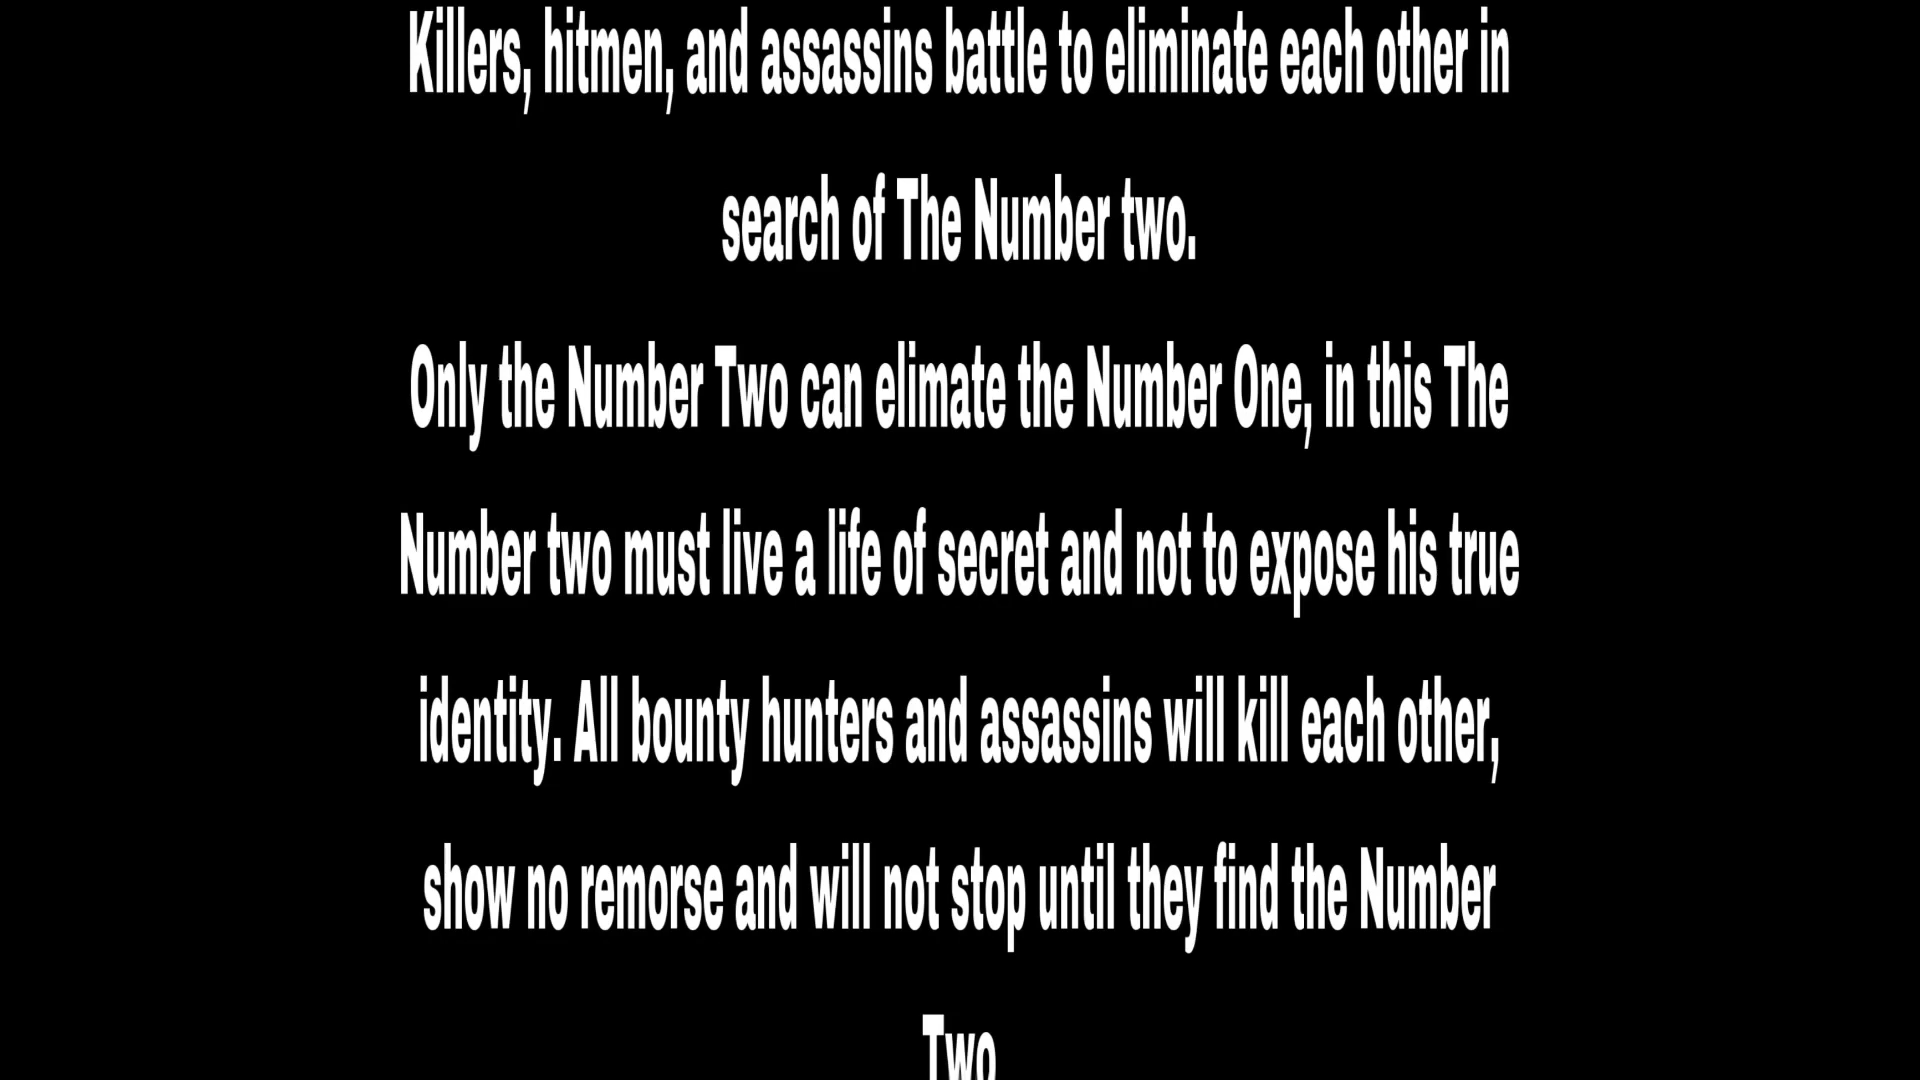 Killers, hitmen, and assassins battle to eliminate each other in
search of The Number two.
Only the Number Two can elimate the Number One, in this The
Number two must live a life of secret and not to expose his true
identity. All bounty hunters and assassins will kill each other,
show no remorse and will not stop until they find the Number
Two